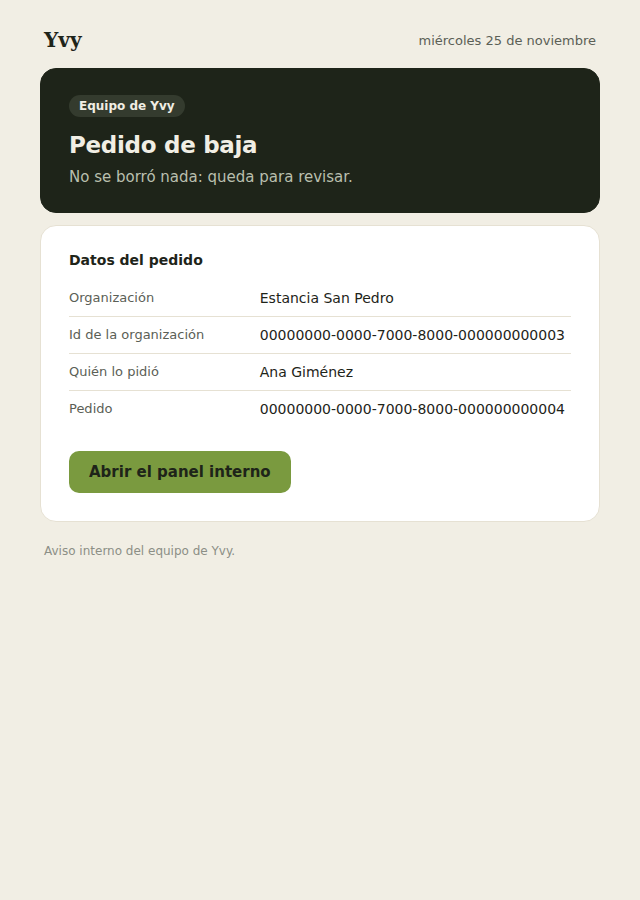 Yvy
miércoles 25 de noviembre
Equipo de Yvy
Pedido de baja
No se borró nada: queda para revisar.
Datos del pedido
Organización Estancia San Pedro
Id de la organización 00000000-0000-7000-8000-000000000003
Quién lo pidió Ana Giménez
Pedido 00000000-0000-7000-8000-000000000004
Abrir el panel interno
Aviso interno del equipo de Yvy.